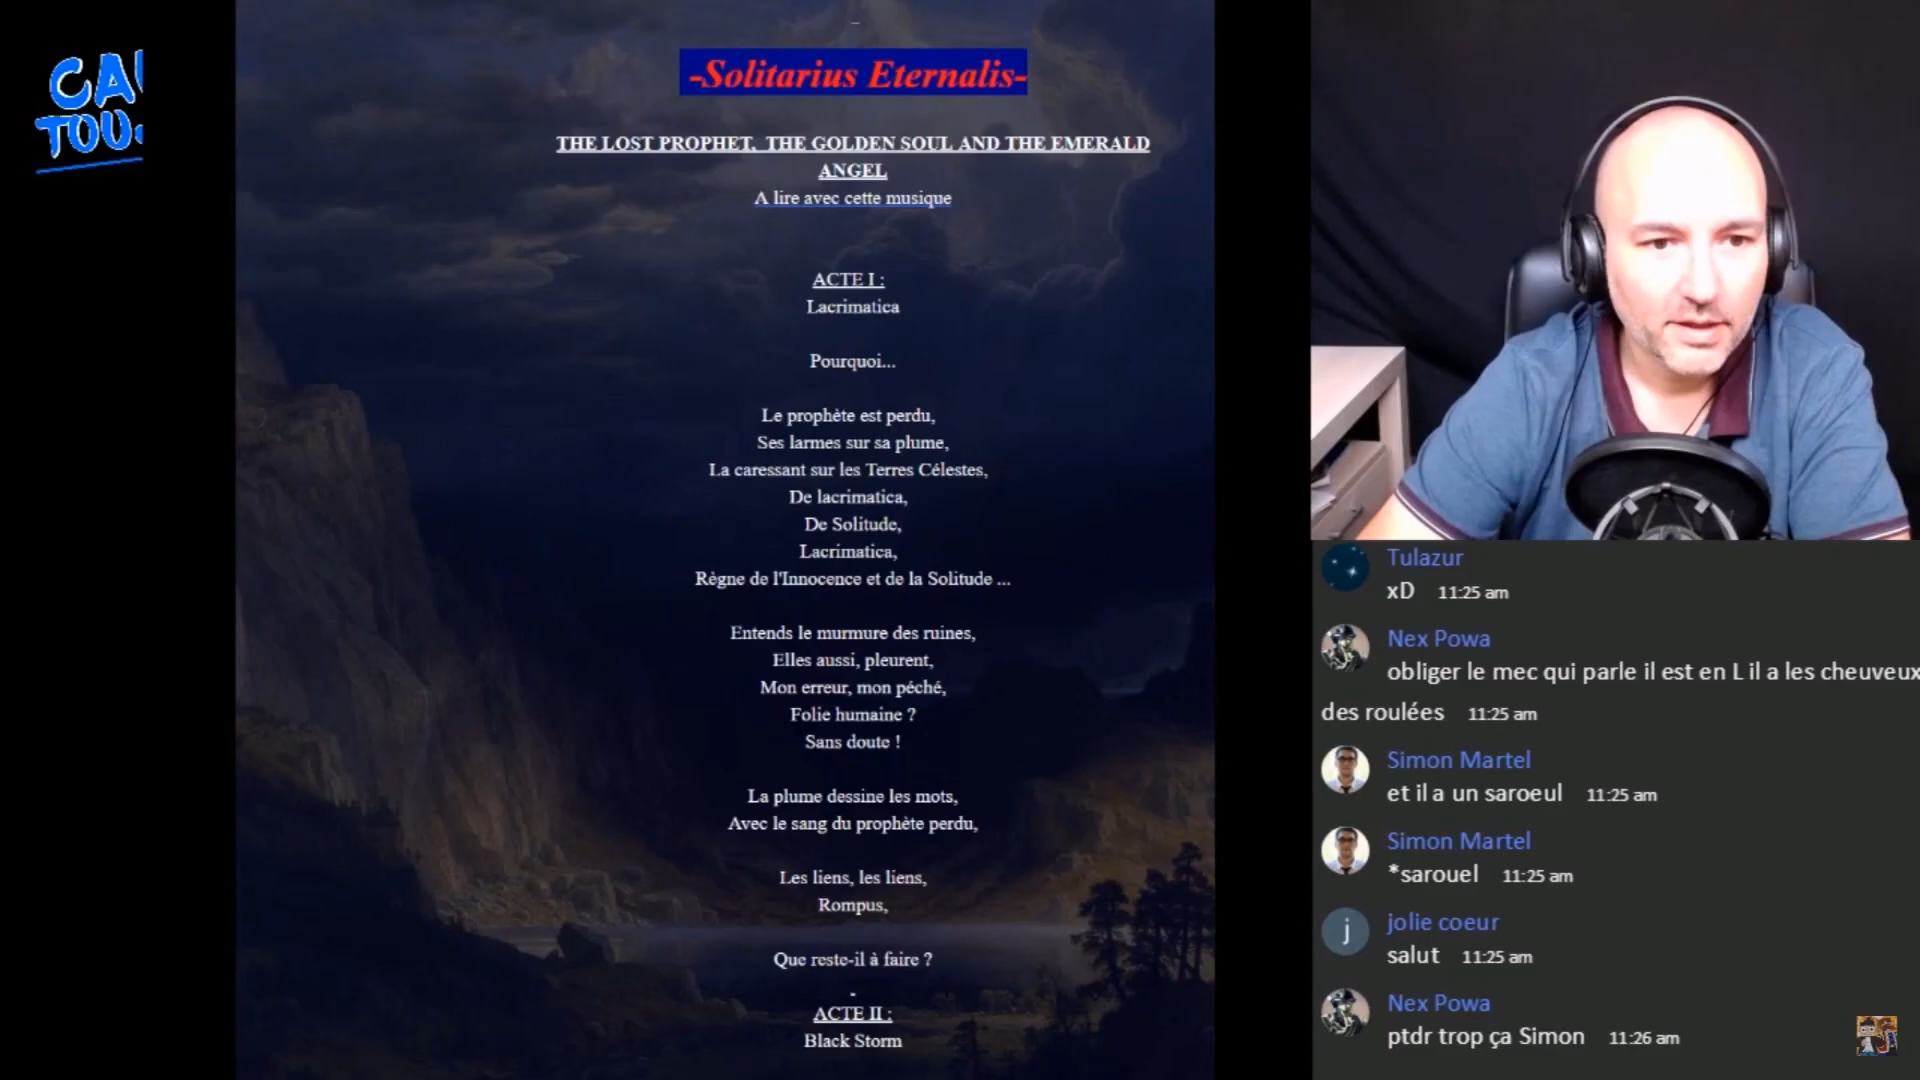 CA
TOU
-Solitarius Eternalis-
THE LOST PROPHET, THE GOLDEN SOUL AND THE EMERALD
ANGEL
A lire avec cette musique
ACTE I :
Lacrimatica
Pourquoi...
Le prophète est perdu,
Ses larmes sur sa plume,
La caressant sur les Terres Célestes,
De lacrimatica,
De Solitude,
Lacrimatica,
Règne de l'Innocence et de la Solitude ...
Entends le murmure des ruines,
Elles aussi, pleurent,
Mon erreur, mon péché,
Folie humaine ?
Sans doute !
La plume dessine les mots,
Avec le sang du prophète perdu,
Les liens, les liens,
Rompus,
Que reste-il à faire ?
-
ACTE II :
Black Storm
Tulazur
xD 11:25 am
Nex Powa
obliger le mec qui parle il est en L il a les cheuveux
des roulées 11:25 am
Simon Martel
et il a un saroeul 11:25 am
Simon Martel
*sarouel 11:25 am
j
jolie coeur
salut 11:25 am
Nex Powa
ptdr trop ça Simon 11:26 am